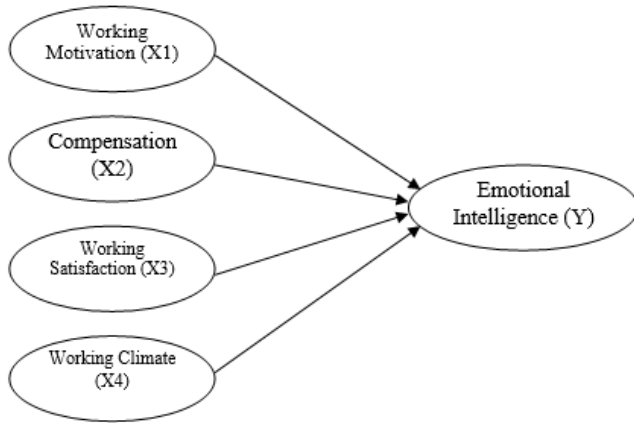 Working
Motivation (X1)
Compensation
(X2)
Working
Satisfaction (X3)
Working Climate
(X4)
Emotional
Intelligence (Y)